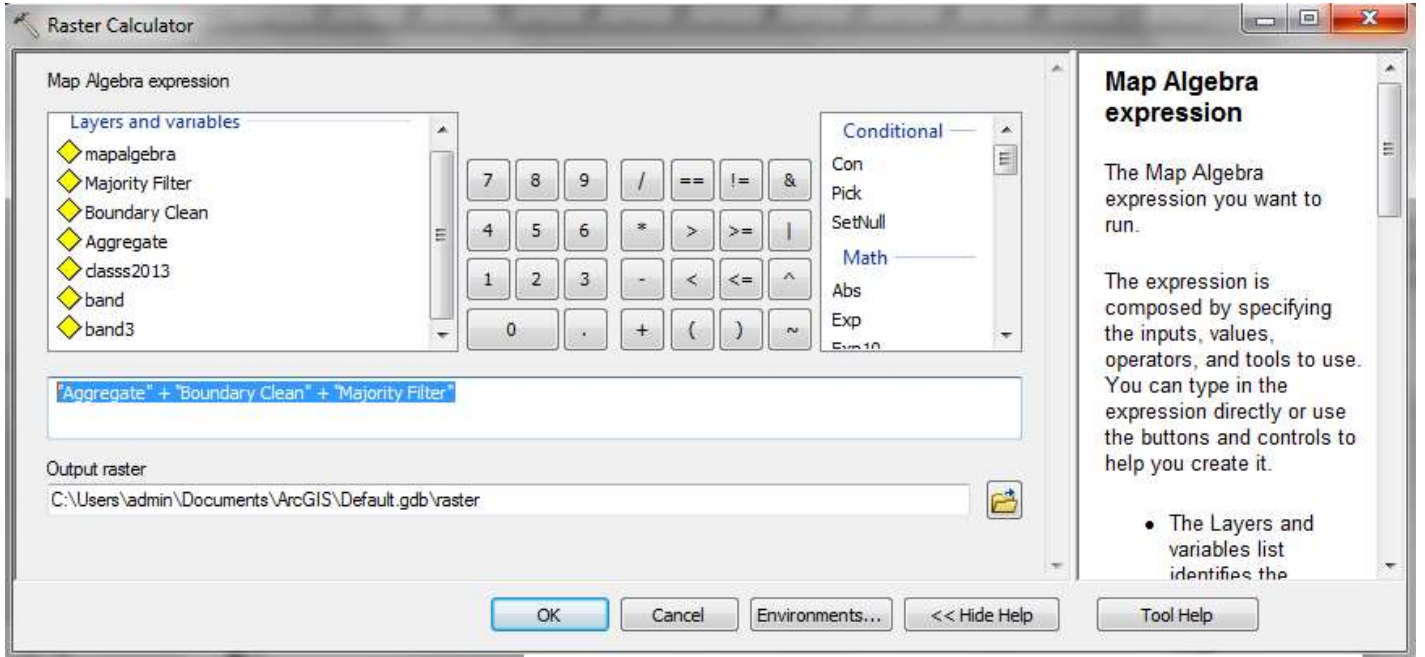 Raster Calculator
Map Algebra expression
Layers and variables
mapalgebra
Majority Filter
Boundary Clean
Aggregate
classs2013
band
band3
7 8 9 / == != &
4 5 6 * > >= |
1 2 3 - < <= ^
0 . + ( ) ~
Conditional
Con
Pick
SetNull
Math
Abs
Exp
Exp10
"Aggregate" + "Boundary Clean" + "Majority Filter"
Output raster
C:\Users\admin\Documents\ArcGIS\Default.gdb\raster
OK Cancel Environments... << Hide Help Tool Help
Map Algebra
expression
The Map Algebra
expression you want to
run.
The expression is
composed by specifying
the inputs, values,
operators, and tools to use.
You can type in the
expression directly or use
the buttons and controls to
help you create it.
• The Layers and
variables list
identifies the